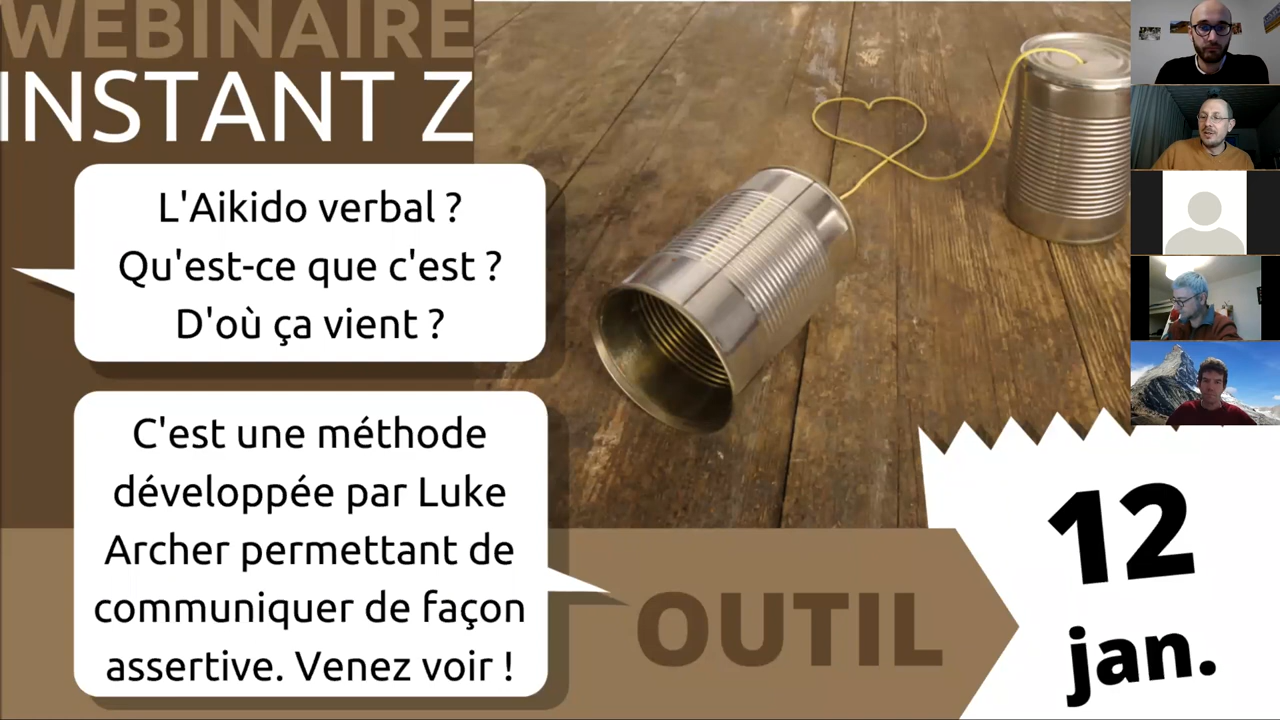 WEBINAIRE
INSTANT Z
L'Aikido verbal ?
Qu'est-ce que c'est ?
D'où ça vient ?
C'est une méthode
développée par Luke
Archer permettant de
communiquer de façon
assertive. Venez voir !
OUTIL
12
jan.